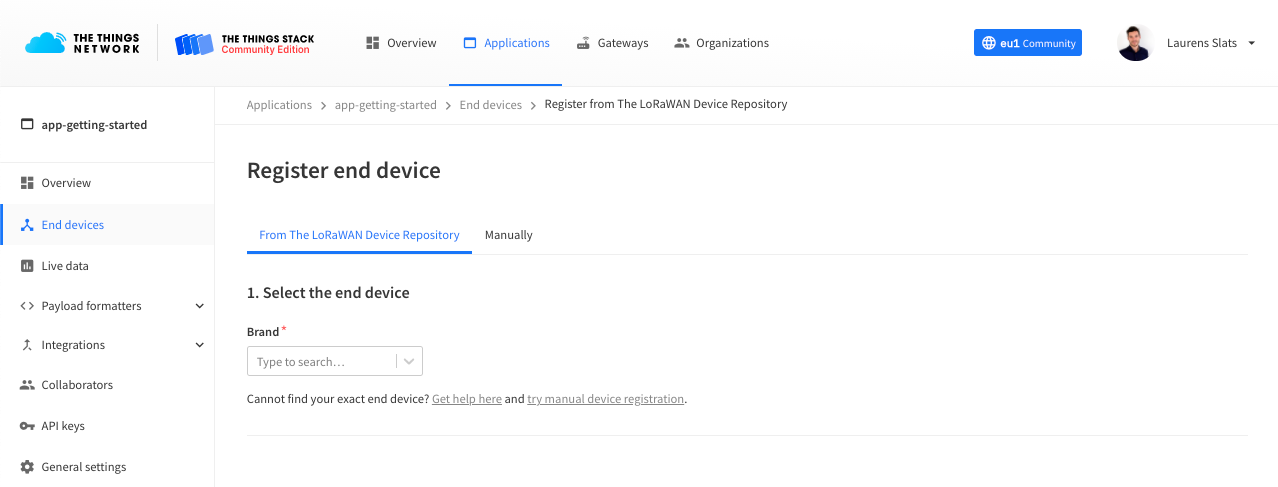 THE THINGS NETWORK
THE THINGS STACK
Community Edition
Overview
Applications
Gateways
Organizations
eu1 Community
Laurens Slats
app-getting-started
Overview
End devices
Live data
Payload formatters
Integrations
Collaborators
API keys
General settings
Applications > app-getting-started > End devices > Register from The LoRaWAN Device Repository
Register end device
From The LoRaWAN Device Repository
Manually
1. Select the end device
Brand*
Type to search...
Cannot find your exact end device? Get help here and try manual device registration.